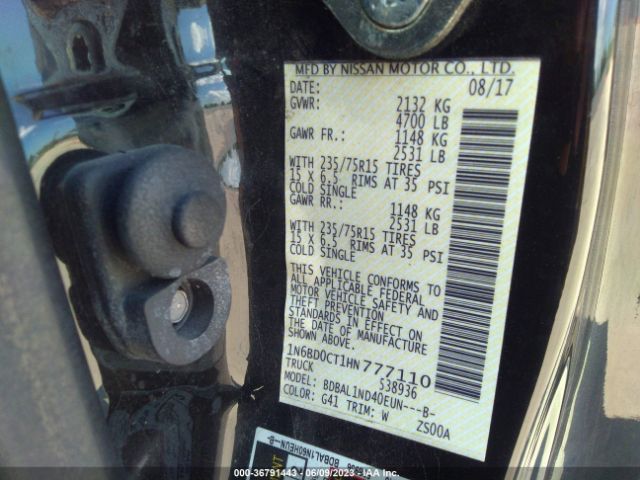 MFD BY NISSAN MOTOR CO., LTD.
DATE: 08/17
GVWR: 2132 KG
4700 LB
GAWR FR.: 1148 KG
2531 LB
WITH 235/75R15 TIRES
15 X 6.5 RIMS AT 35 PSI
COLD SINGLE
GAWR RR.: 1148 KG
2531 LB
WITH 235/75R15 TIRES
15 X 6.5 RIMS AT 35 PSI
COLD SINGLE
THIS VEHICLE CONFORMS TO
ALL APPLICABLE FEDERAL
MOTOR VEHICLE SAFETY AND
THEFT PREVENTION
STANDARDS IN EFFECT ON
THE DATE OF MANUFACTURE
SHOWN ABOVE.
1N6BD0CT1HN777110
TRUCK 538936
MODEL: BDBAL1ND40EUN---B-
COLOR: G41 TRIM: W ZS00A
BDBAL1N60HEUN--B-
VT
© - 36791443 - 06/09/2023 - IAA Inc.